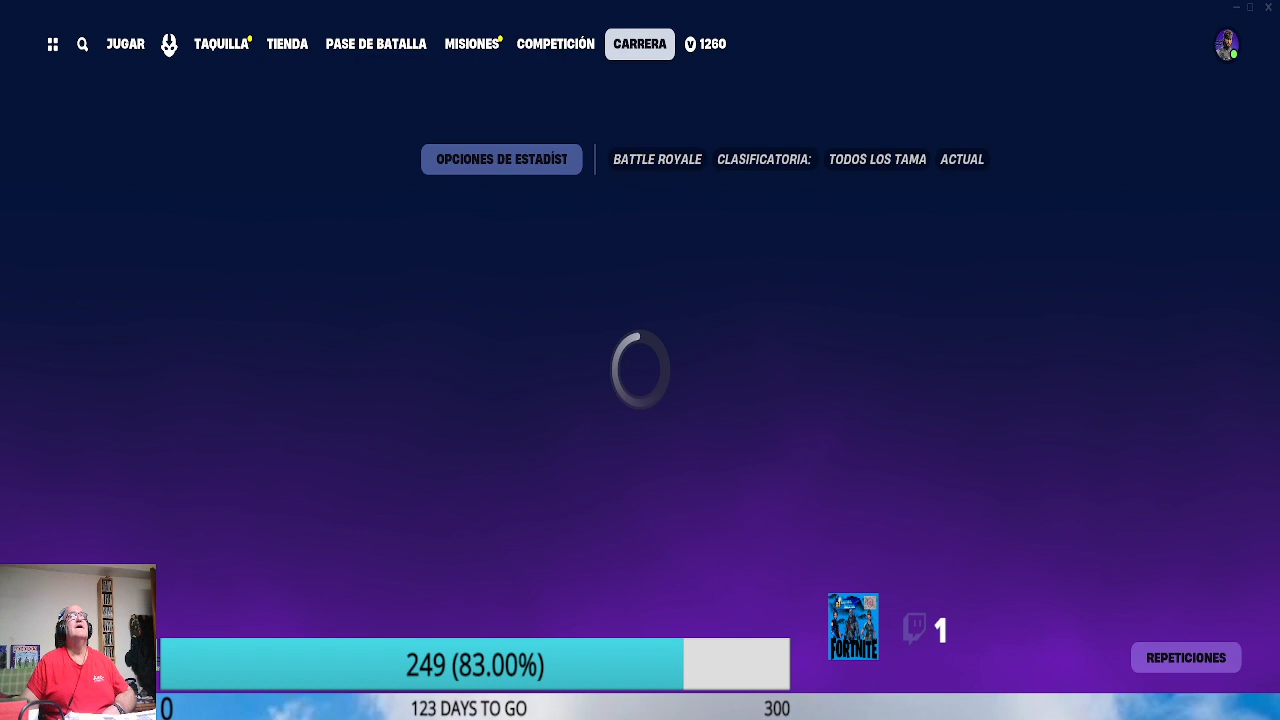 JUGAR TAQUILLA TIENDA PASE DE BATALLA MISIONES COMPETICIÓN CARRERA V 1260
OPCIONES DE ESTADÍST BATTLE ROYALE CLASIFICATORIA: TODOS LOS TAMA ACTUAL
FORTNITE
1
REPETICIONES
249 (83.00%)
0 123 DAYS TO GO 300